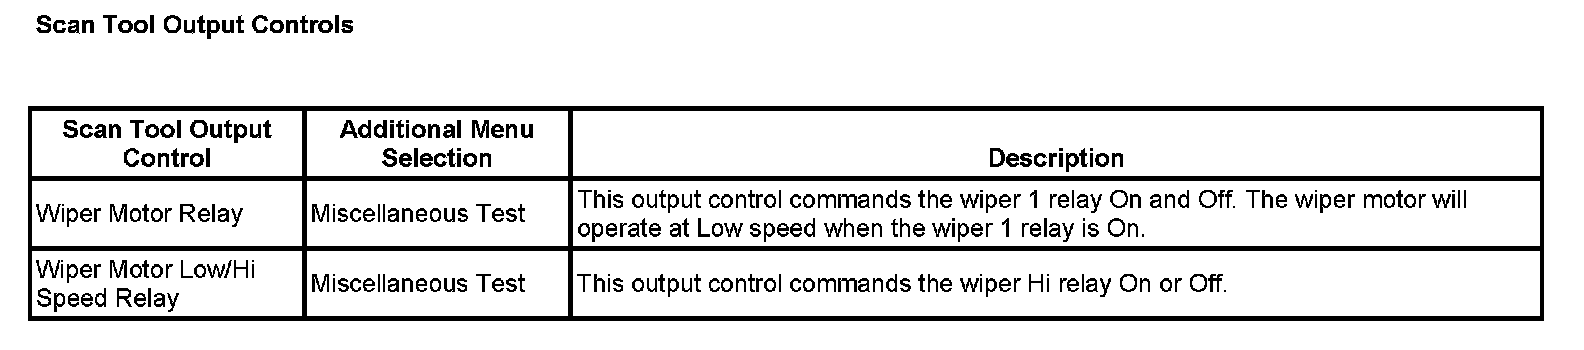 Scan Tool Output Controls
Scan Tool Output
Control
Additional Menu
Selection
Description
Wiper Motor Relay
Miscellaneous Test
This output control commands the wiper 1 relay On and Off. The wiper motor will
operate at Low speed when the wiper 1 relay is On.
Wiper Motor Low/Hi
Speed Relay
Miscellaneous Test
This output control commands the wiper Hi relay On or Off.